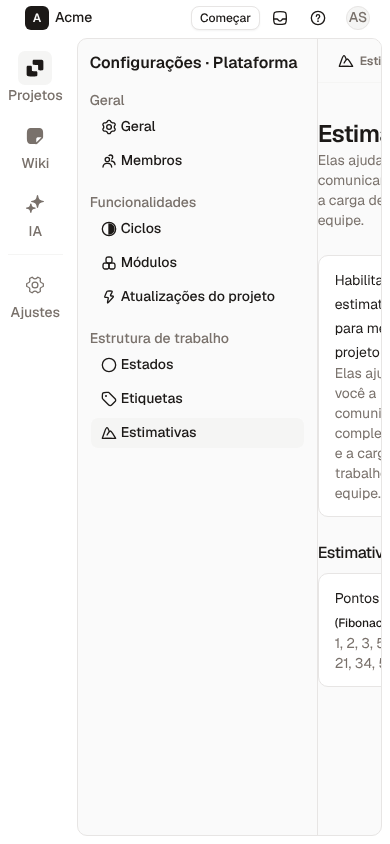 A Acme
Começar
AS
Projetos
Wiki
IA
Ajustes
Configurações · Plataforma
Geral
Geral
Membros
Funcionalidades
Ciclos
Módulos
Atualizações do projeto
Estrutura de trabalho
Estados
Etiquetas
Estimativas
Esti
Estima
Elas ajuda
comunica
a carga de
equipe.
Habilita
estimat
para me
projeto
Elas aju
você a
comuni
comple
e a carg
trabalho
equipe.
Estimativ
Pontos
(Fibonac
1, 2, 3, 5
21, 34, 5